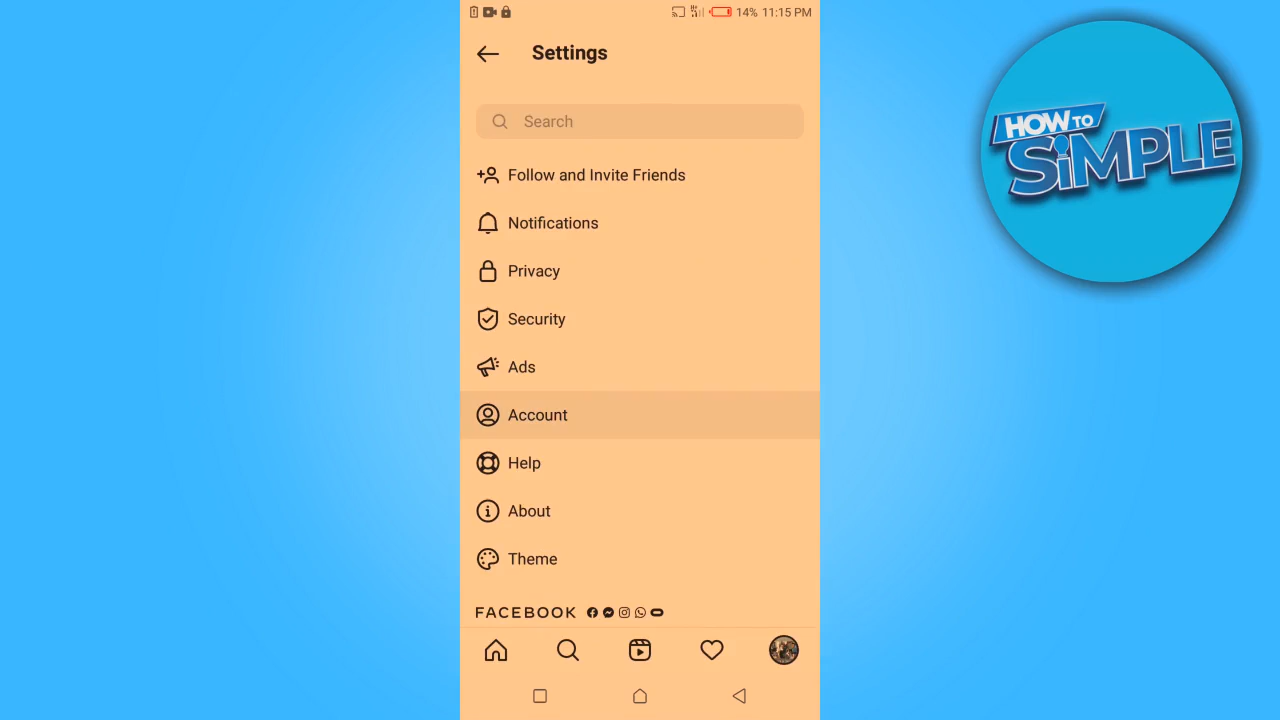 14% 11:15 PM
Settings
HOW TO
SiMPLE
Search
Follow and Invite Friends
Notifications
Privacy
Security
Ads
Account
Help
About
Theme
FACEBOOK